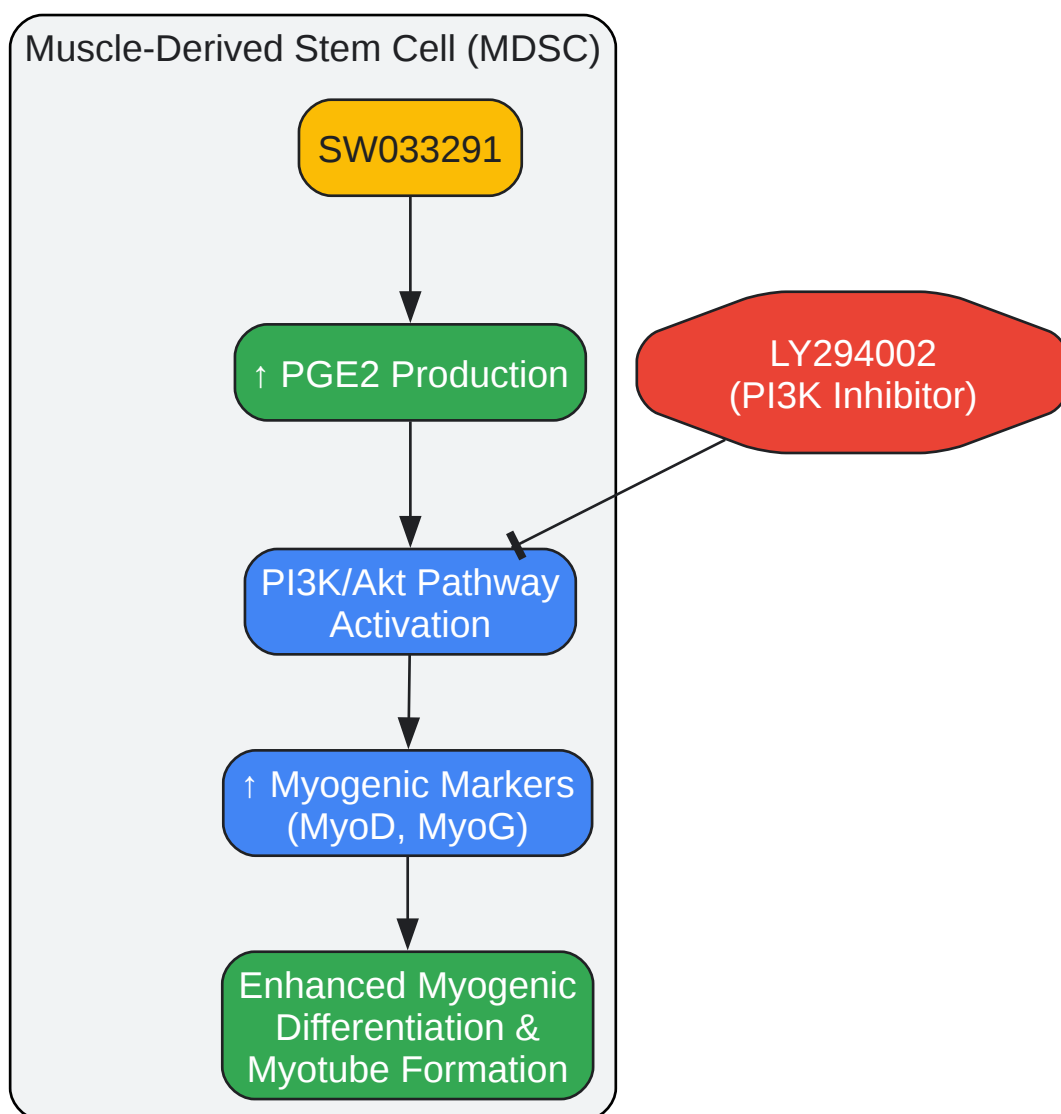 Muscle-Derived Stem Cell (MDSC)
SW033291
↑ PGE2 Production
LY294002
(PI3K Inhibitor)
PI3K/Akt Pathway
Activation
↑ Myogenic Markers
(MyoD, MyoG)
Enhanced Myogenic
Differentiation &
Myotube Formation